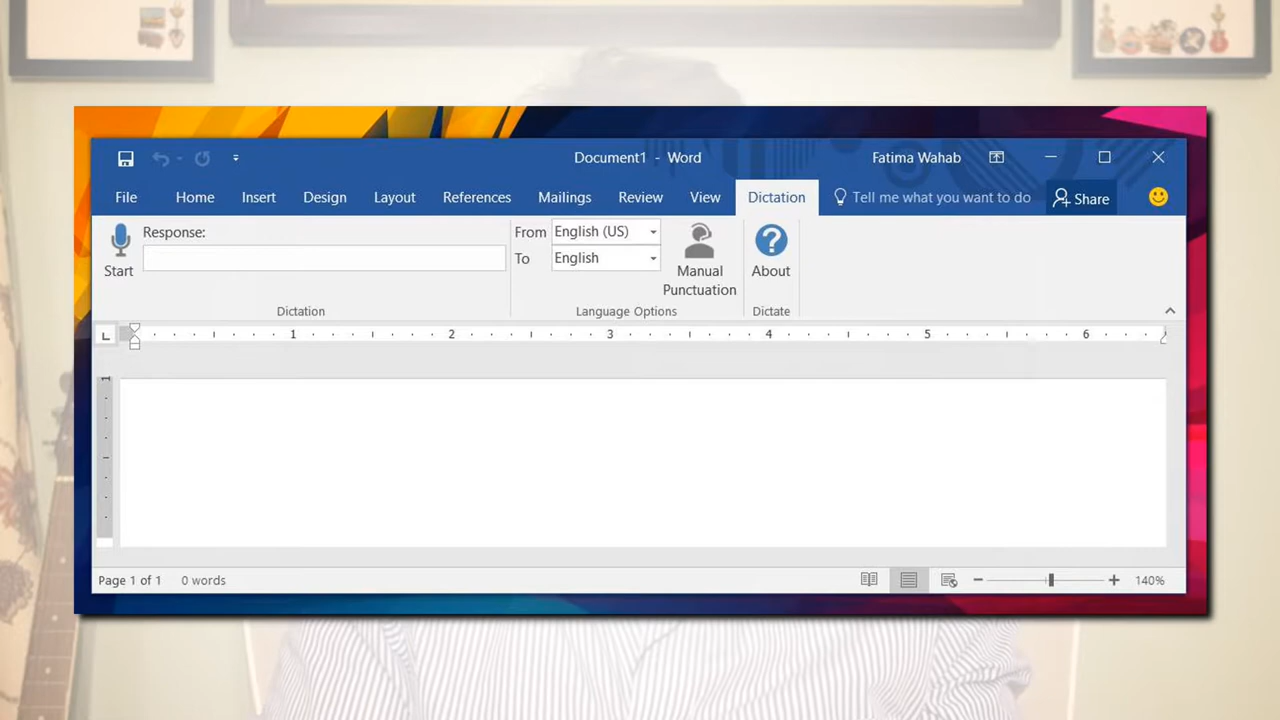 Document1 - Word
Fatima Wahab
File Home Insert Design Layout References Mailings Review View Dictation Tell me what you want to do Share
Start
Response:
Dictation
From English (US)
To English
Manual
Punctuation
Language Options
About
Dictate
L 1 2 3 4 5 6
1
Page 1 of 1 0 words 140%